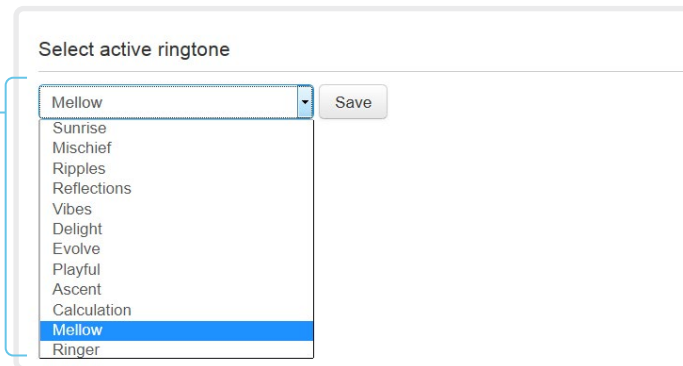 Select active ringtone
Mellow
Save
Sunrise
Mischief
Ripples
Reflections
Vibes
Delight
Evolve
Playful
Ascent
Calculation
Mellow
Ringer